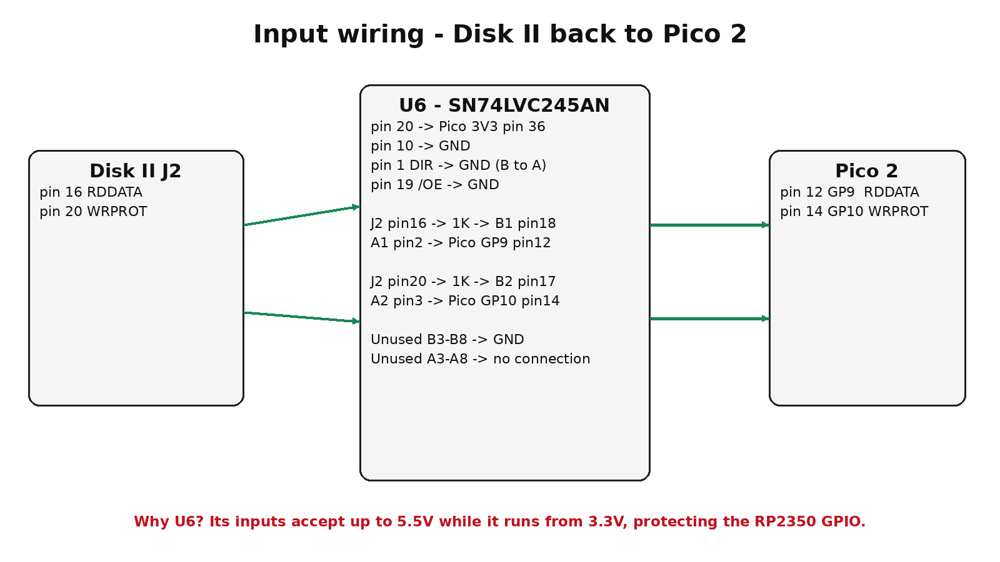 Input wiring - Disk II back to Pico 2
Disk II J2
pin 16 RDDATA
pin 20 WRPROT
U6 - SN74LVC245AN
pin 20 -> Pico 3V3 pin 36
pin 10 -> GND
pin 1 DIR -> GND (B to A)
pin 19 /OE -> GND
J2 pin16 -> 1K -> B1 pin18
A1 pin2 -> Pico GP9 pin12
J2 pin20 -> 1K -> B2 pin17
A2 pin3 -> Pico GP10 pin14
Unused B3-B8 -> GND
Unused A3-A8 -> no connection
Pico 2
pin 12 GP9  RDDATA
pin 14 GP10 WRPROT
Why U6? Its inputs accept up to 5.5V while it runs from 3.3V, protecting the RP2350 GPIO.